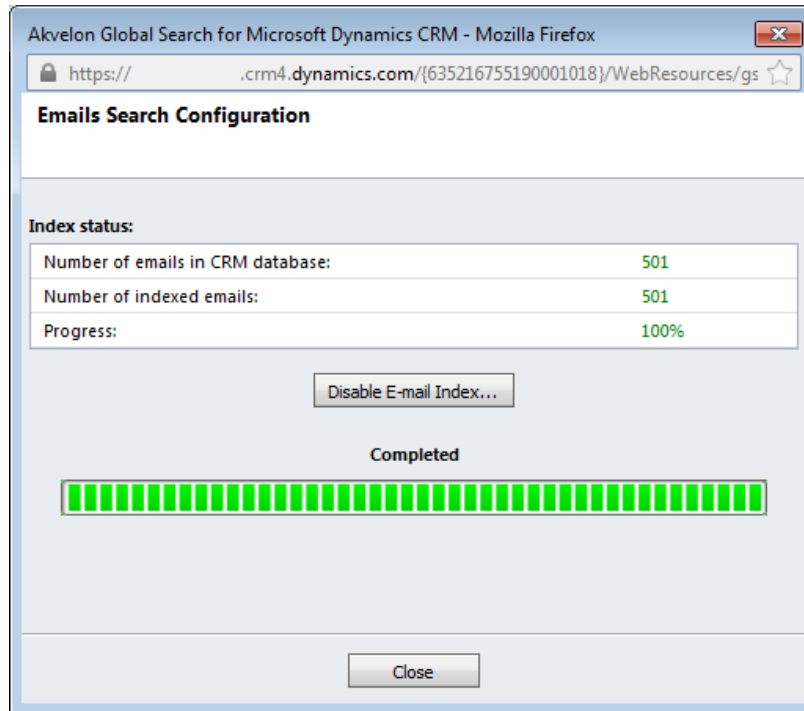 Akvelon Global Search for Microsoft Dynamics CRM - Mozilla Firefox
https:// .crm4.dynamics.com/{635216755190001018}/WebResources/gs
Emails Search Configuration
Index status:
Number of emails in CRM database: 501
Number of indexed emails: 501
Progress: 100%
Disable E-mail Index...
Completed
Close